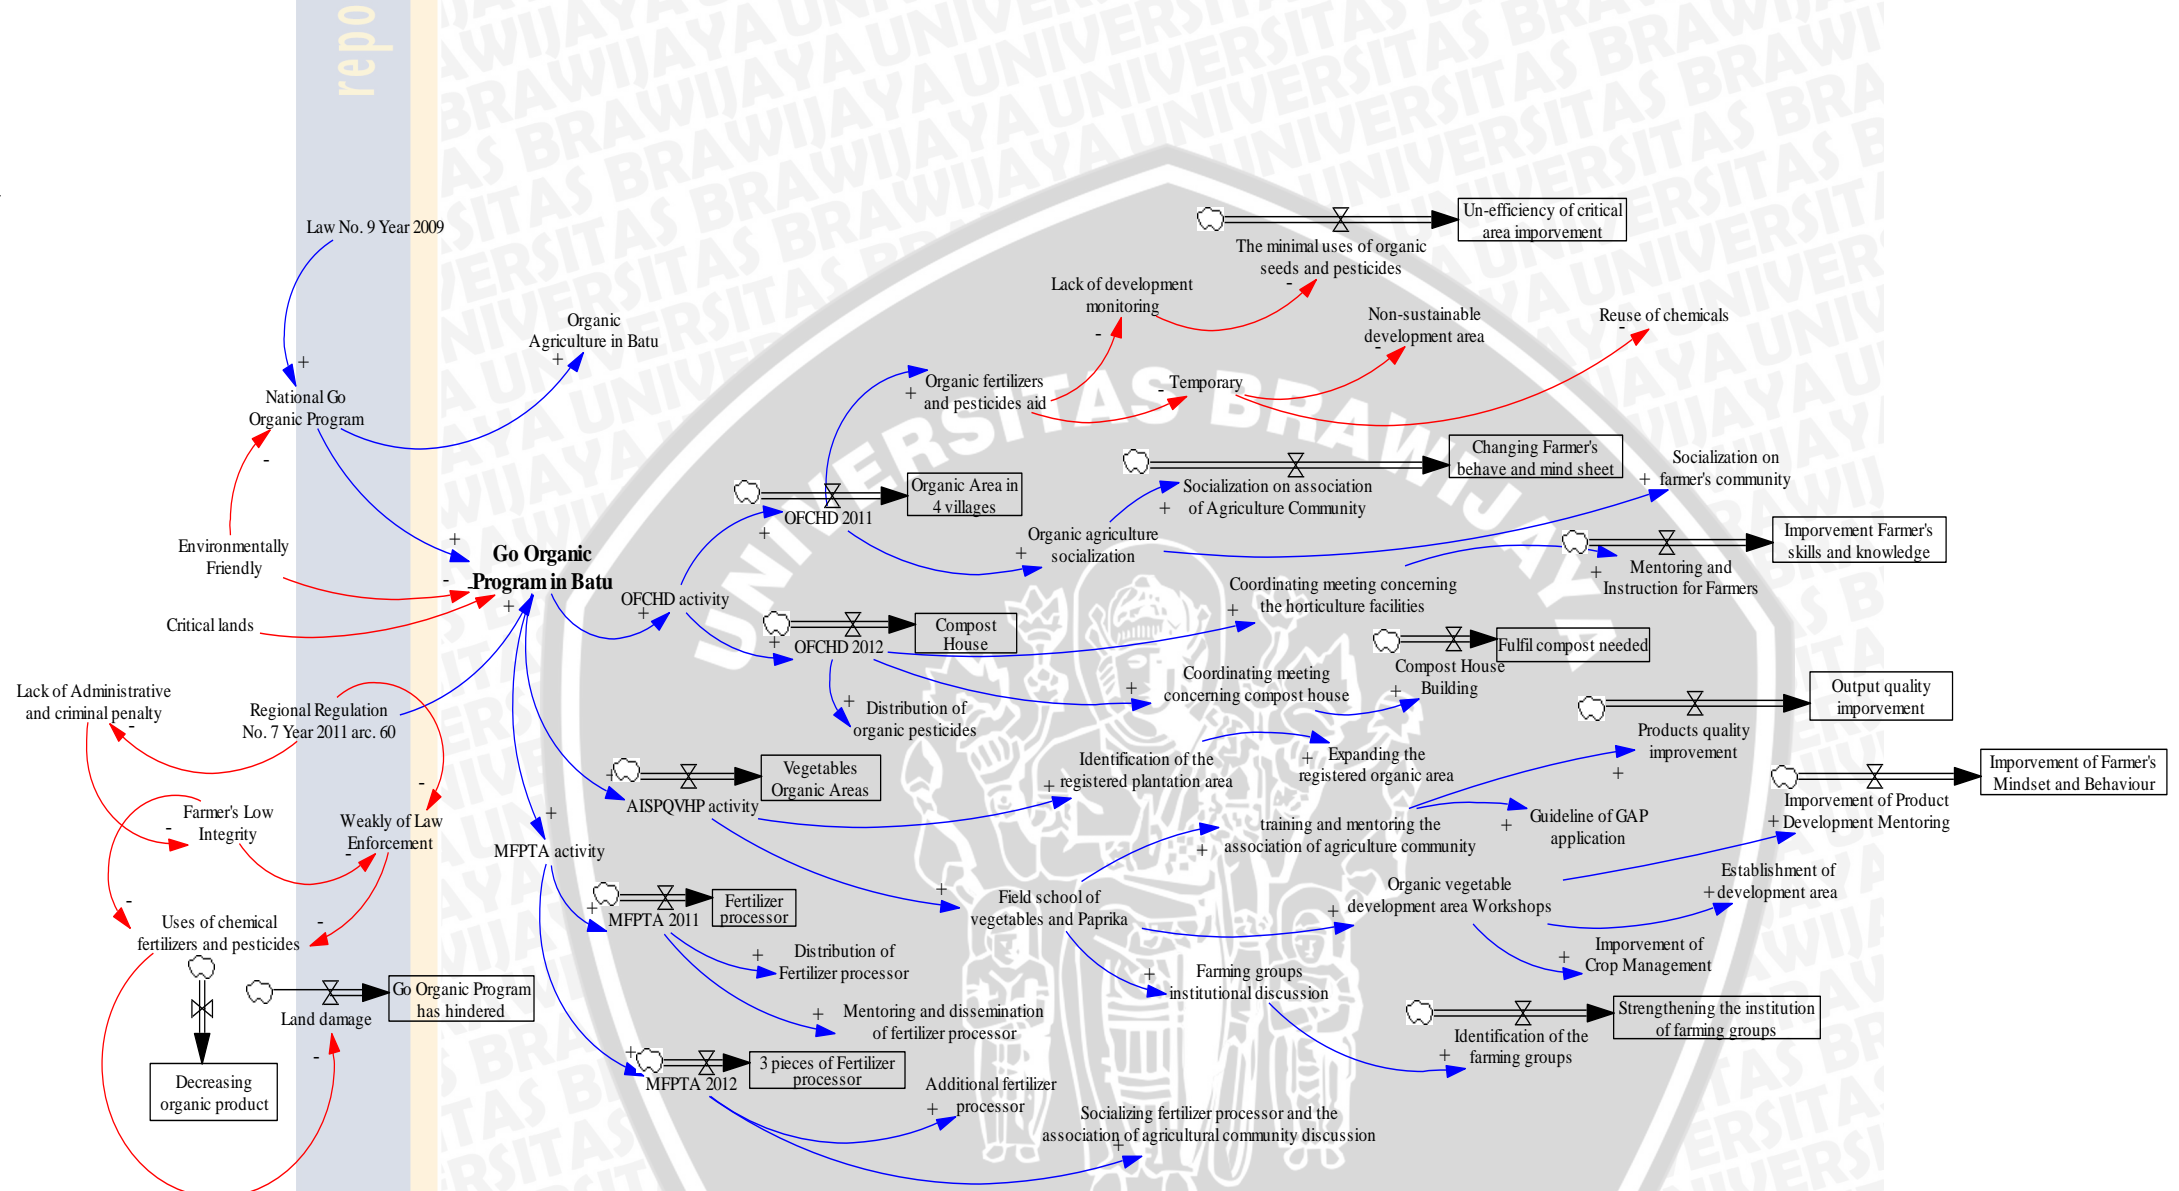 repo
UNIVERSITAS BRAWIJAYA
Law No. 9 Year 2009
Organic
Agriculture in Batu
National Go
Organic Program
Environmentally
Friendly
Critical lands
Go Organic
Program in Batu
Lack of Administrative
and criminal penalty
Regional Regulation
No. 7 Year 2011 arc. 60
Farmer's Low
Integrity
Weakly of Law
Enforcement
Uses of chemical
fertilizers and pesticides
Go Organic Program
has hindered
Land damage
Decreasing
organic product
OFCHD activity
OFCHD 2011
Organic Area in
4 villages
Organic fertilizers
and pesticides aid
Lack of development
monitoring
The minimal uses of organic
seeds and pesticides
Un-efficiency of critical
area imporvement
Temporary
Non-sustainable
development area
Reuse of chemicals
Organic agriculture
socialization
Socialization on association
of Agriculture Community
Changing Farmer's
behave and mind sheet
Socialization on
farmer's community
OFCHD 2012
Compost
House
Distribution of
organic pesticides
Coordinating meeting concerning
the horticulture facilities
Mentoring and
Instruction for Farmers
Imporvement Farmer's
skills and knowledge
Coordinating meeting
concerning compost house
Compost House
Building
Fulfil compost needed
AISPQVHP activity
Vegetables
Organic Areas
Identification of the
registered plantation area
Expanding the
registered organic area
Field school of
vegetables and Paprika
training and mentoring the
association of agriculture community
Products quality
improvement
Output quality
imporvement
Guideline of GAP
application
Organic vegetable
development area Workshops
Imporvement of Product
Development Mentoring
Imporvement of Farmer's
Mindset and Behaviour
Establishment of
development area
Imporvement of
Crop Management
Farming groups
institutional discussion
Identification of the
farming groups
Strengthening the institution
of farming groups
MFPTA activity
MFPTA 2011
Fertilizer
processor
Distribution of
Fertilizer processor
Mentoring and dissemination
of fertilizer processor
MFPTA 2012
3 pieces of Fertilizer
processor
Additional fertilizer
processor
Socializing fertilizer processor and the
association of agricultural community discussion